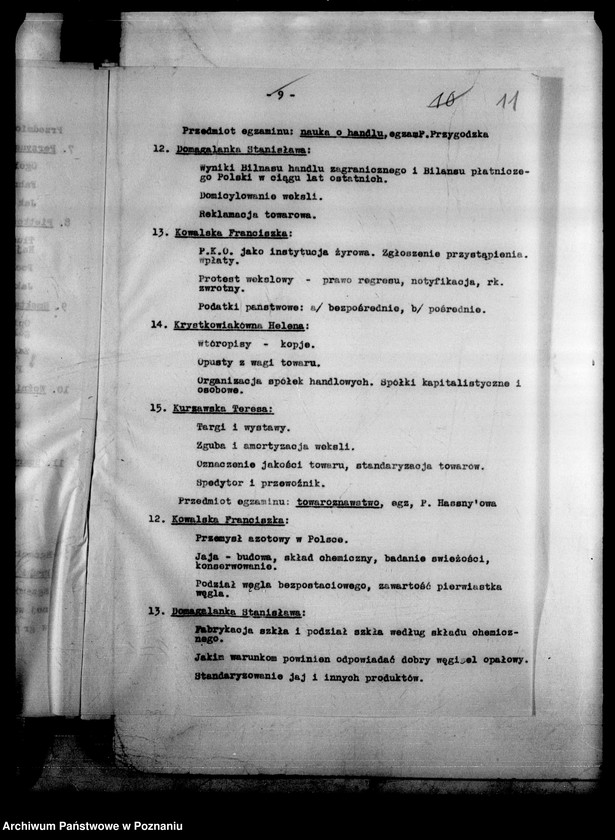 - 9 -
10 11
Przedmiot egzaminu: nauka o handlu,egzam.P.Przygodzka
12. Domagalanka Stanisława:
Wyniki Bilnasu handlu zagranicznego i Bilansu płatnicze-
go Polski w ciągu lat ostatnich.
Domicylowanie weksli.
Reklamacja towarowa.
13. Kowalska Franciszka:
P.K.O. jako instytucja żyrowa. Zgłoszenie przystąpienia.
wpłaty.
Protest wekslowy - prawo regresu, notyfikacja, rk.
zwrotny.
Podatki państwowe: a/ bezpośrednie, b/ pośrednie.
14. Krystkowiakówna Helena:
Wtóropisy - kopje.
Opusty z wagi towaru.
Organizacja spółek handlowych. Spółki kapitalistyczne i
osobowe.
15. Kurzawska Teresa:
Targi i wystawy.
Zguba i amortyzacja weksli.
Oznaczenie jakości towaru, standaryzacja towarów.
Spedytor i przewoźnik.
Przedmiot egzaminu: towaroznawstwo, egz, P. Hassny'owa
12. Kowalska Franciszka:
Przemysł azotowy w Polsce.
Jaja - budowa, skład chemiczny, badanie swieżości,
konserwowanie.
Podział węgla bezpostaciowego, zawartość pierwiastka
węgla.
13. Domagalanka Stanisława:
Fabrykacja szkła i podział szkła według składu chemicz-
nego.
Jakim warunkom powinien odpowiadać dobry węgiel opałowy.
Standaryzowanie jaj i innych produktów.
Archiwum Państwowe w Poznaniu